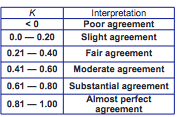 K Interpretation
< 0 Poor agreement
0.0 — 0.20 Slight agreement
0.21 — 0.40 Fair agreement
0.41 — 0.60 Moderate agreement
0.61 — 0.80 Substantial agreement
0.81 — 1.00 Almost perfect
agreement